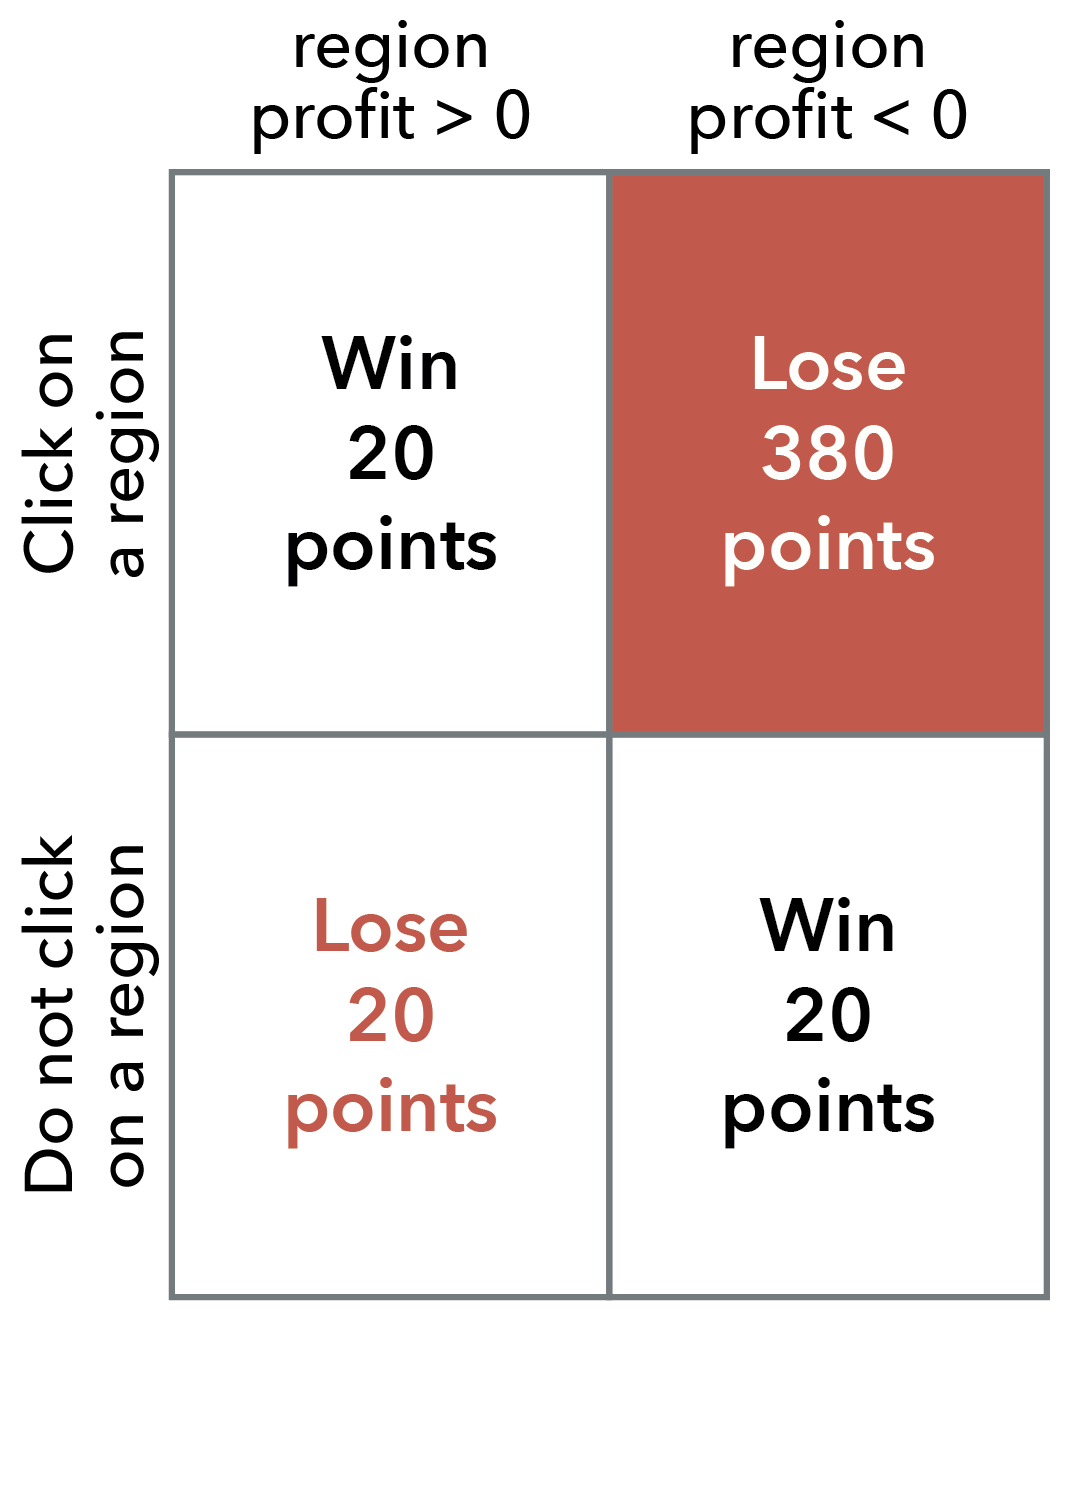 region
profit > 0
region
profit < 0
Click on
a region
Win
20
points
Lose
380
points
Do not click
on a region
Lose
20
points
Win
20
points